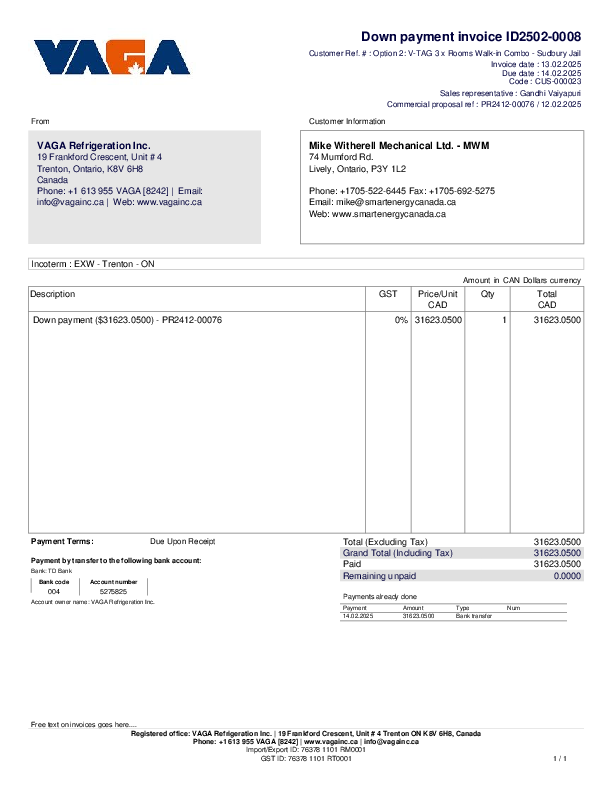 VAGA
Down payment invoice ID2502-0008
Customer Ref. # : Option 2: V-TAG 3 x Rooms Walk-in Combo - Sudbury Jail
Invoice date : 13.02.2025
Due date : 14.02.2025
Code : CUS-000023
Sales representative : Gandhi Vaiyapuri
Commercial proposal ref : PR2412-00076 / 12.02.2025
From
Customer Information
VAGA Refrigeration Inc.
19 Frankford Crescent, Unit # 4
Trenton, Ontario, K8V 6H8
Canada
Phone: +1 613 955 VAGA [8242] | Email:
info@vagainc.ca | Web: www.vagainc.ca
Mike Witherell Mechanical Ltd. - MWM
74 Mumford Rd.
Lively, Ontario, P3Y 1L2
Phone: +1705-522-6445 Fax: +1705-692-5275
Email: mike@smartenergycanada.ca
Web: www.smartenergycanada.ca
Incoterm : EXW - Trenton - ON
Amount in CAN Dollars currency
Description GST Price/Unit Qty Total
CAD CAD
Down payment ($31623.0500) - PR2412-00076 0% 31623.0500 1 31623.0500
Payment Terms: Due Upon Receipt
Payment by transfer to the following bank account:
Bank: TD Bank
Bank code Account number
004 5275825
Account owner name : VAGA Refrigeration Inc.
Total (Excluding Tax) 31623.0500
Grand Total (Including Tax) 31623.0500
Paid 31623.0500
Remaining unpaid 0.0000
Payments already done
Payment Amount Type Num
14.02.2025 31623.0500 Bank transfer
Free text on invoices goes here....
Registered office: VAGA Refrigeration Inc. | 19 Frankford Crescent, Unit # 4 Trenton ON K8V 6H8, Canada
Phone: +1 613 955 VAGA [8242] | www.vagainc.ca | info@vagainc.ca
Import/Export ID: 76378 1101 RM0001
GST ID: 76378 1101 RT0001
1 / 1